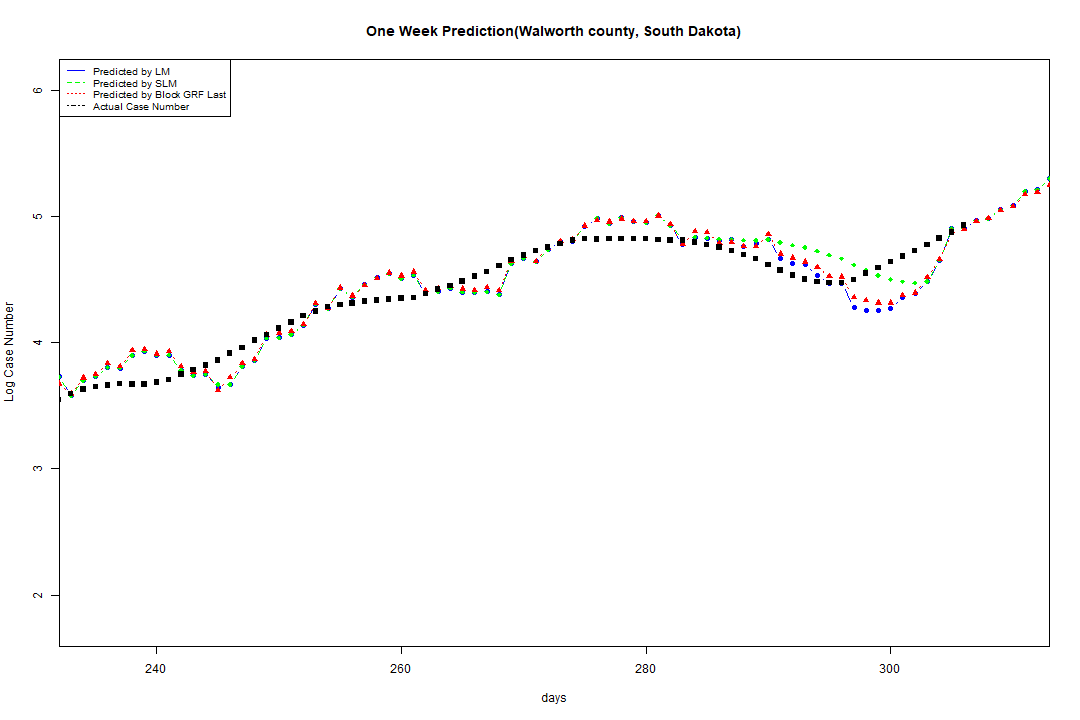 One Week Prediction(Walworth county, South Dakota)
Predicted by LM
Predicted by SLM
Predicted by Block GRF Last
Actual Case Number
6
5
4
3
2
Log Case Number
240 260 280 300
days